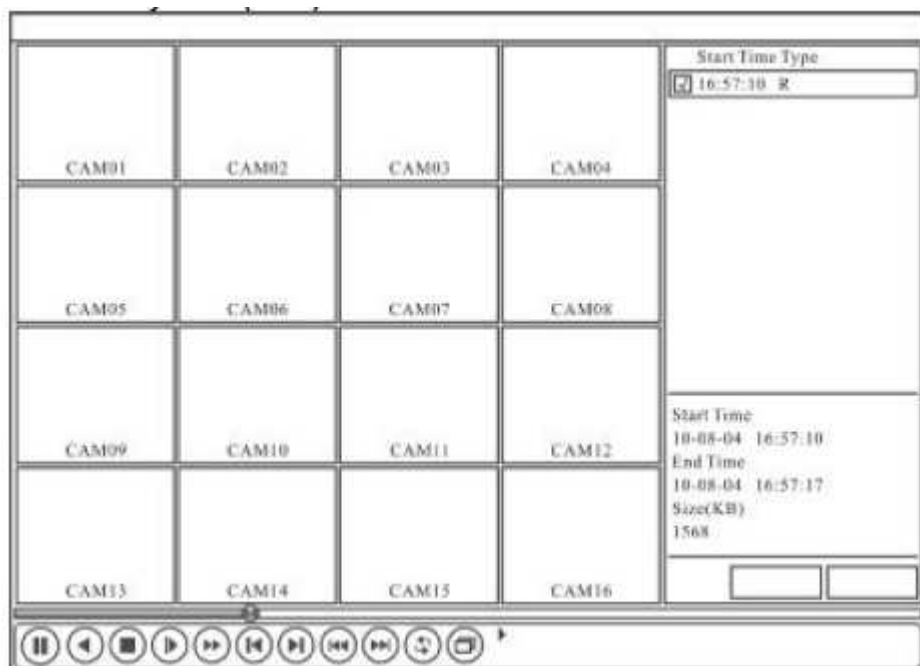 Start Time Type
16:57:10 R
CAM01 CAM02 CAM03 CAM04
CAM05 CAM06 CAM07 CAM08
CAM09 CAM10 CAM11 CAM12
CAM13 CAM14 CAM15 CAM16
Start Time
10-08-04 16:57:10
End Time
10-08-04 16:57:17
Size(KB)
1568